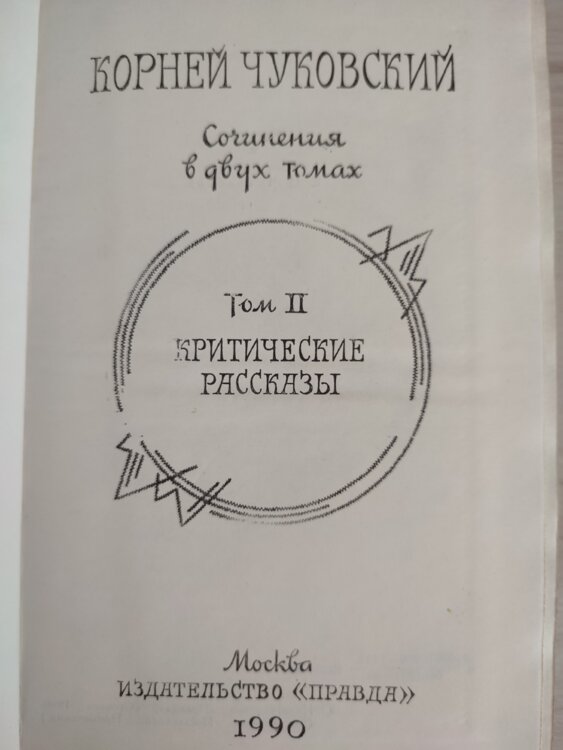 КОРНЕЙ ЧУКОВСКИЙ
Сочинения
в двух томах
Том II
КРИТИЧЕСКИЕ
РАССКАЗЫ
Москва
ИЗДАТЕЛЬСТВО «ПРАВДА»
1990